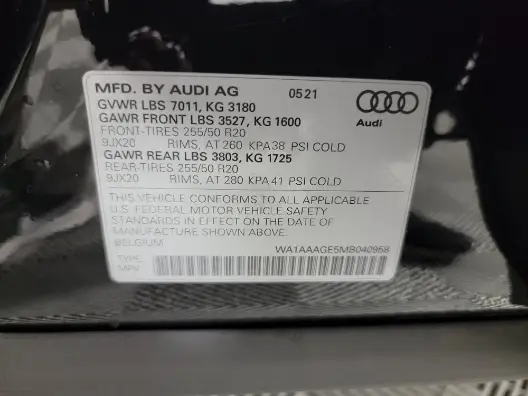 MFD. BY AUDI AG 0521
GVWR LBS 7011, KG 3180
GAWR FRONT LBS 3527, KG 1600
FRONT-TIRES 255/50 R20
9JX20 RIMS, AT 260 KPA 38 PSI COLD
GAWR REAR LBS 3803, KG 1725
REAR-TIRES 255/50 R20
9JX20 RIMS, AT 280 KPA 41 PSI COLD
Audi
THIS VEHICLE CONFORMS TO ALL APPLICABLE
U.S. FEDERAL MOTOR VEHICLE SAFETY
STANDARDS IN EFFECT ON THE DATE OF
MANUFACTURE SHOWN ABOVE.
BELGIUM WA1AAAGE5MB040958
TYPE:
MPV